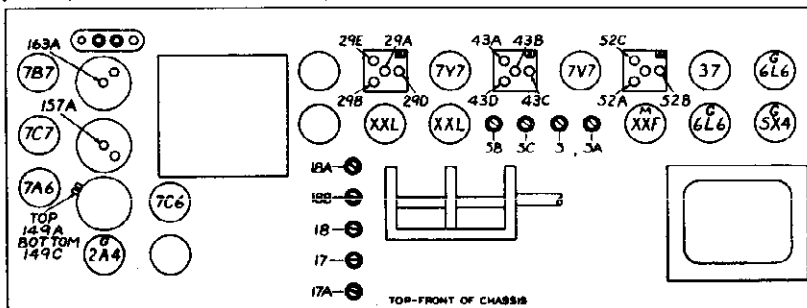 163A
7B7
157A
7C7
7A6
TOP
149A
BOTTOM
149C
G
2A4
7C6
29E 29A
29B 29D
7Y7
43A 43B
43D 43C
7V7
52C
52A 52B
37
G
6L6
XXL
XXL
5B 5C 5 5A
M
XXF
G
6L6
G
5X4
18A
18B
18
17
17A
TOP-FRONT OF CHASSIS